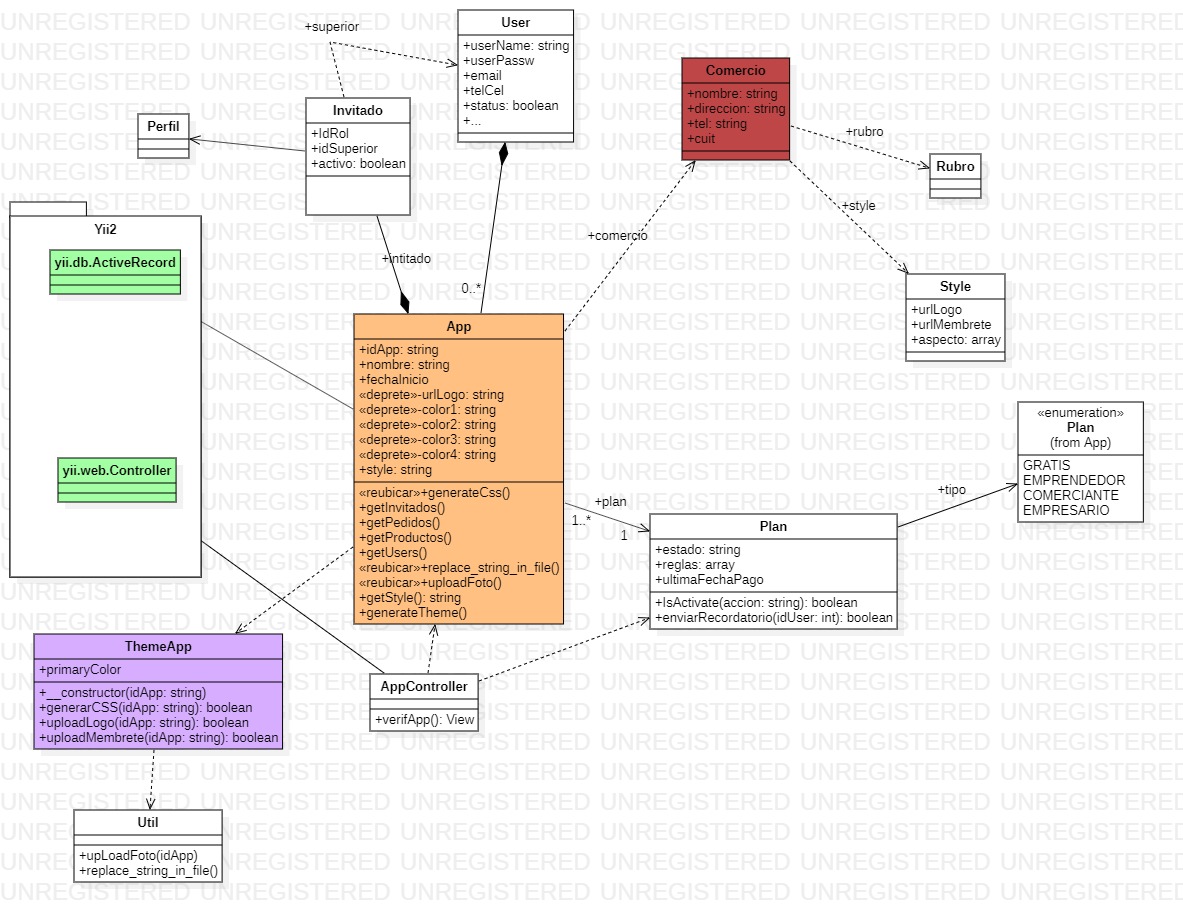 +superior
User
+userName: string
+userPassw
+email
+telCel
+status: boolean
+...
Invitado
+IdRol
+idSuperior
+activo: boolean
Perfil
Comercio
+nombre: string
+direccion: string
+tel: string
+cuit
+rubro
Rubro
+style
Style
+urlLogo
+urlMembrete
+aspecto: array
+comercio
+intitado
0..*
Yii2
yii.db.ActiveRecord
yii.web.Controller
App
+idApp: string
+nombre: string
+fechaInicio
«deprete»-urlLogo: string
«deprete»-color1: string
«deprete»-color2: string
«deprete»-color3: string
«deprete»-color4: string
+style: string
«reubicar»+generateCss()
+getInvitados()
+getPedidos()
+getProductos()
+getUsers()
«reubicar»+replace_string_in_file()
«reubicar»+uploadFoto()
+getStyle(): string
+generateTheme()
+plan
1..*
1
Plan
+estado: string
+reglas: array
+ultimaFechaPago
+IsActivate(accion: string): boolean
+enviarRecordatorio(idUser: int): boolean
+tipo
«enumeration»
Plan
(from App)
GRATIS
EMPRENDEDOR
COMERCIANTE
EMPRESARIO
ThemeApp
+primaryColor
+__constructor(idApp: string)
+generarCSS(idApp: string): boolean
+uploadLogo(idApp: string): boolean
+uploadMembrete(idApp: string): boolean
AppController
+verifApp(): View
Util
+upLoadFoto(idApp)
+replace_string_in_file()
UNREGISTERED